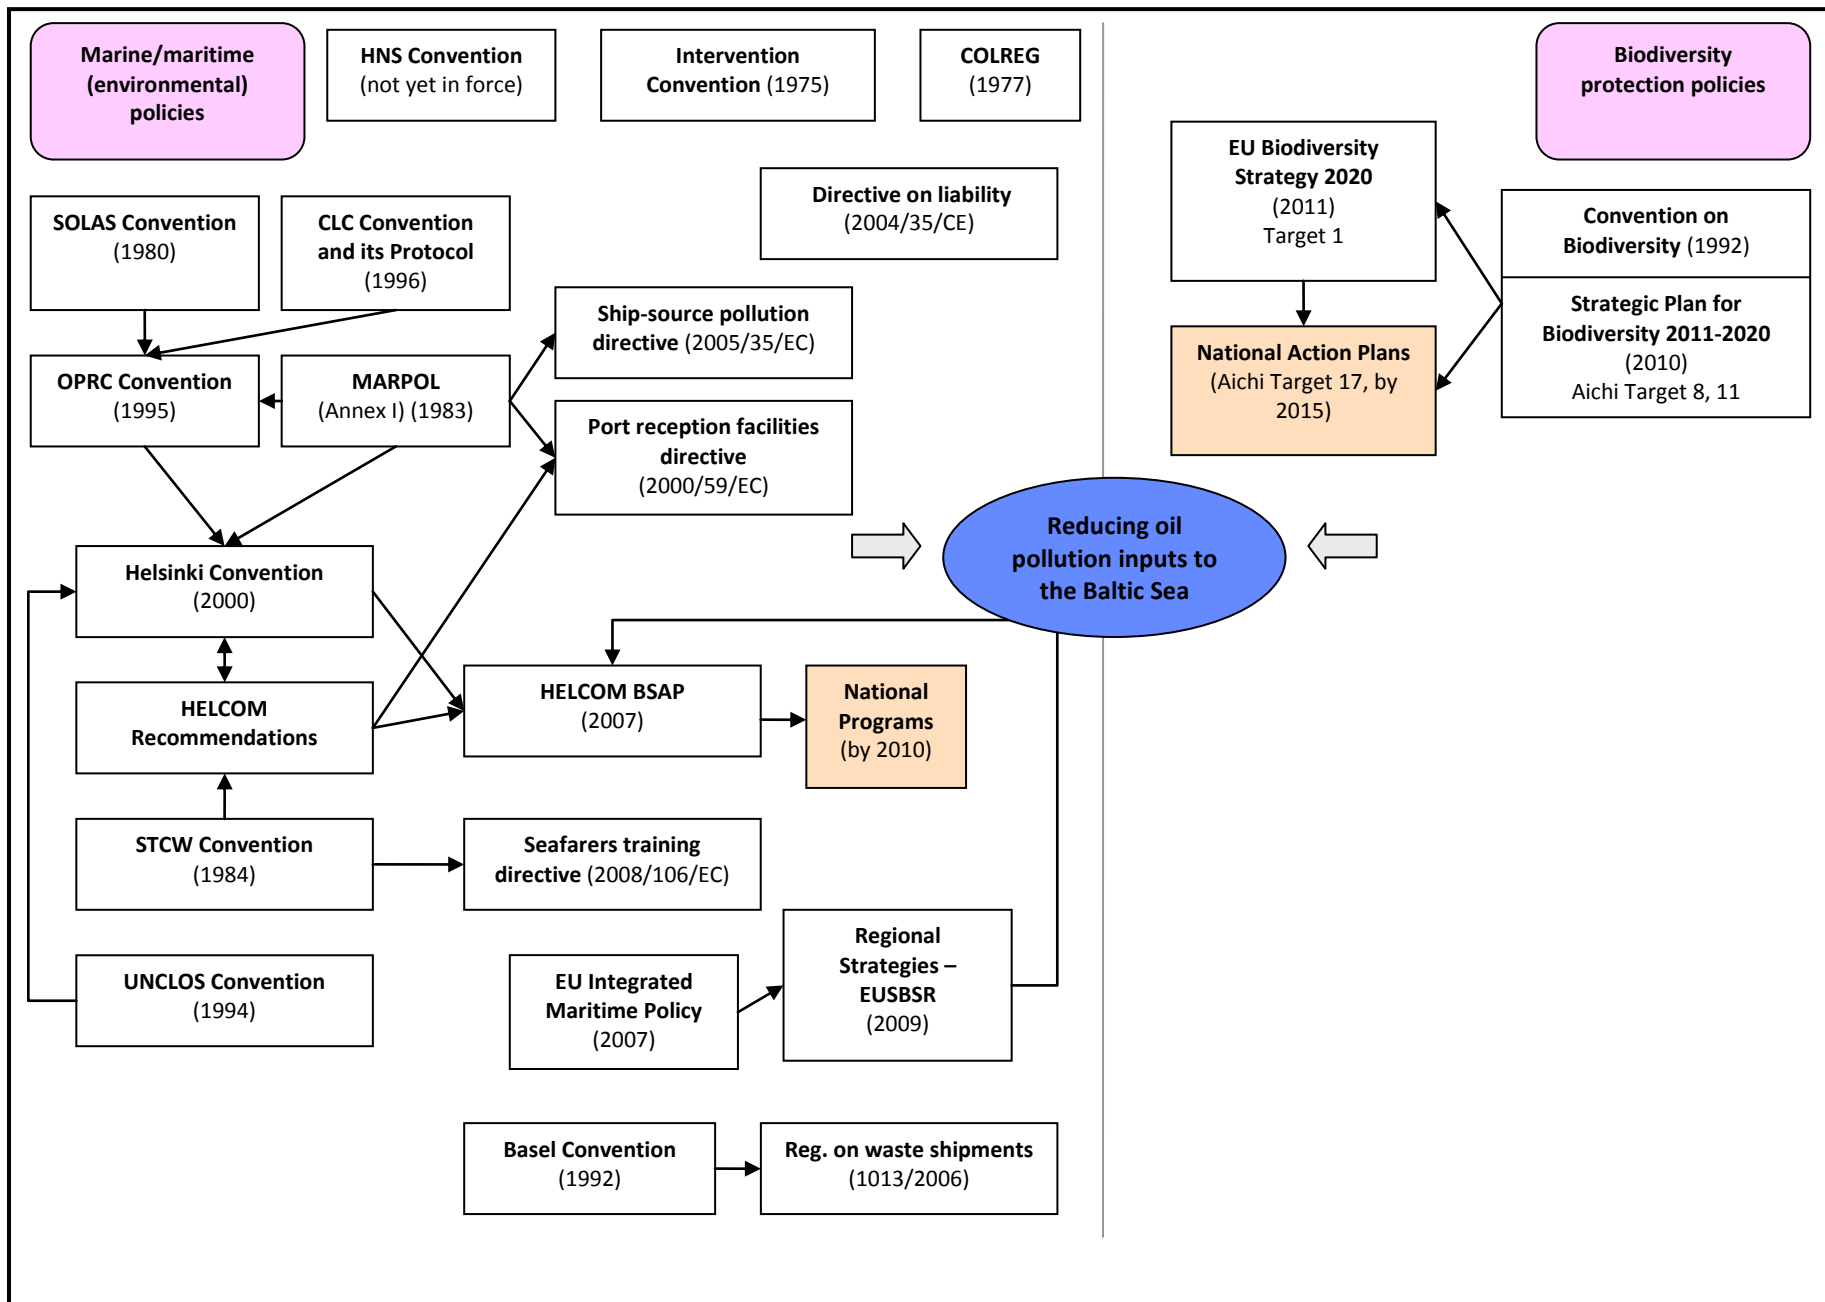 Marine/maritime
(environmental)
policies
HNS Convention
(not yet in force)
Intervention
Convention (1975)
COLREG
(1977)
Biodiversity
protection policies
EU Biodiversity
Strategy 2020
(2011)
Target 1
Directive on liability
(2004/35/CE)
SOLAS Convention
(1980)
CLC Convention
and its Protocol
(1996)
Convention on
Biodiversity (1992)
Strategic Plan for
Biodiversity 2011-2020
(2010)
Aichi Target 8, 11
Ship-source pollution
directive (2005/35/EC)
National Action Plans
(Aichi Target 17, by
2015)
OPRC Convention
(1995)
MARPOL
(Annex I) (1983)
Port reception facilities
directive
(2000/59/EC)
Reducing oil
pollution inputs to
the Baltic Sea
Helsinki Convention
(2000)
HELCOM
Recommendations
HELCOM BSAP
(2007)
National
Programs
(by 2010)
STCW Convention
(1984)
Seafarers training
directive (2008/106/EC)
UNCLOS Convention
(1994)
EU Integrated
Maritime Policy
(2007)
Regional
Strategies –
EUSBSR
(2009)
Basel Convention
(1992)
Reg. on waste shipments
(1013/2006)